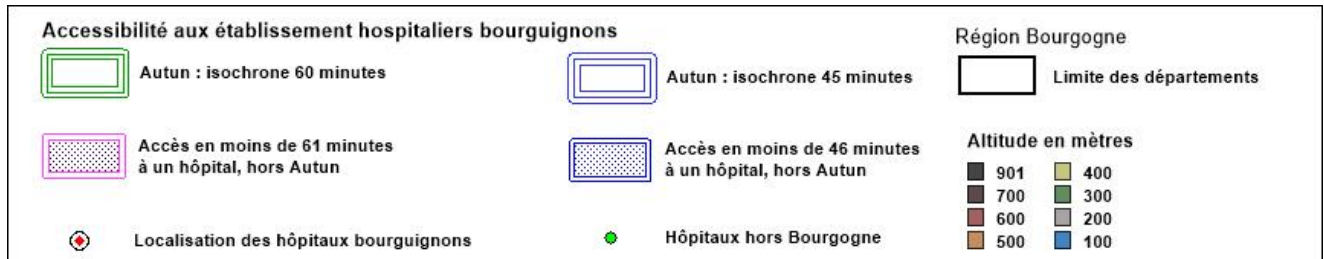 Accessibilité aux établissement hospitaliers bourguignons
Autun : isochrone 60 minutes
Autun : isochrone 45 minutes
Accès en moins de 61 minutes
à un hôpital, hors Autun
Accès en moins de 46 minutes
à un hôpital, hors Autun
Localisation des hôpitaux bourguignons
Hôpitaux hors Bourgogne
Région Bourgogne
Limite des départements
Altitude en mètres
901 400
700 300
600 200
500 100